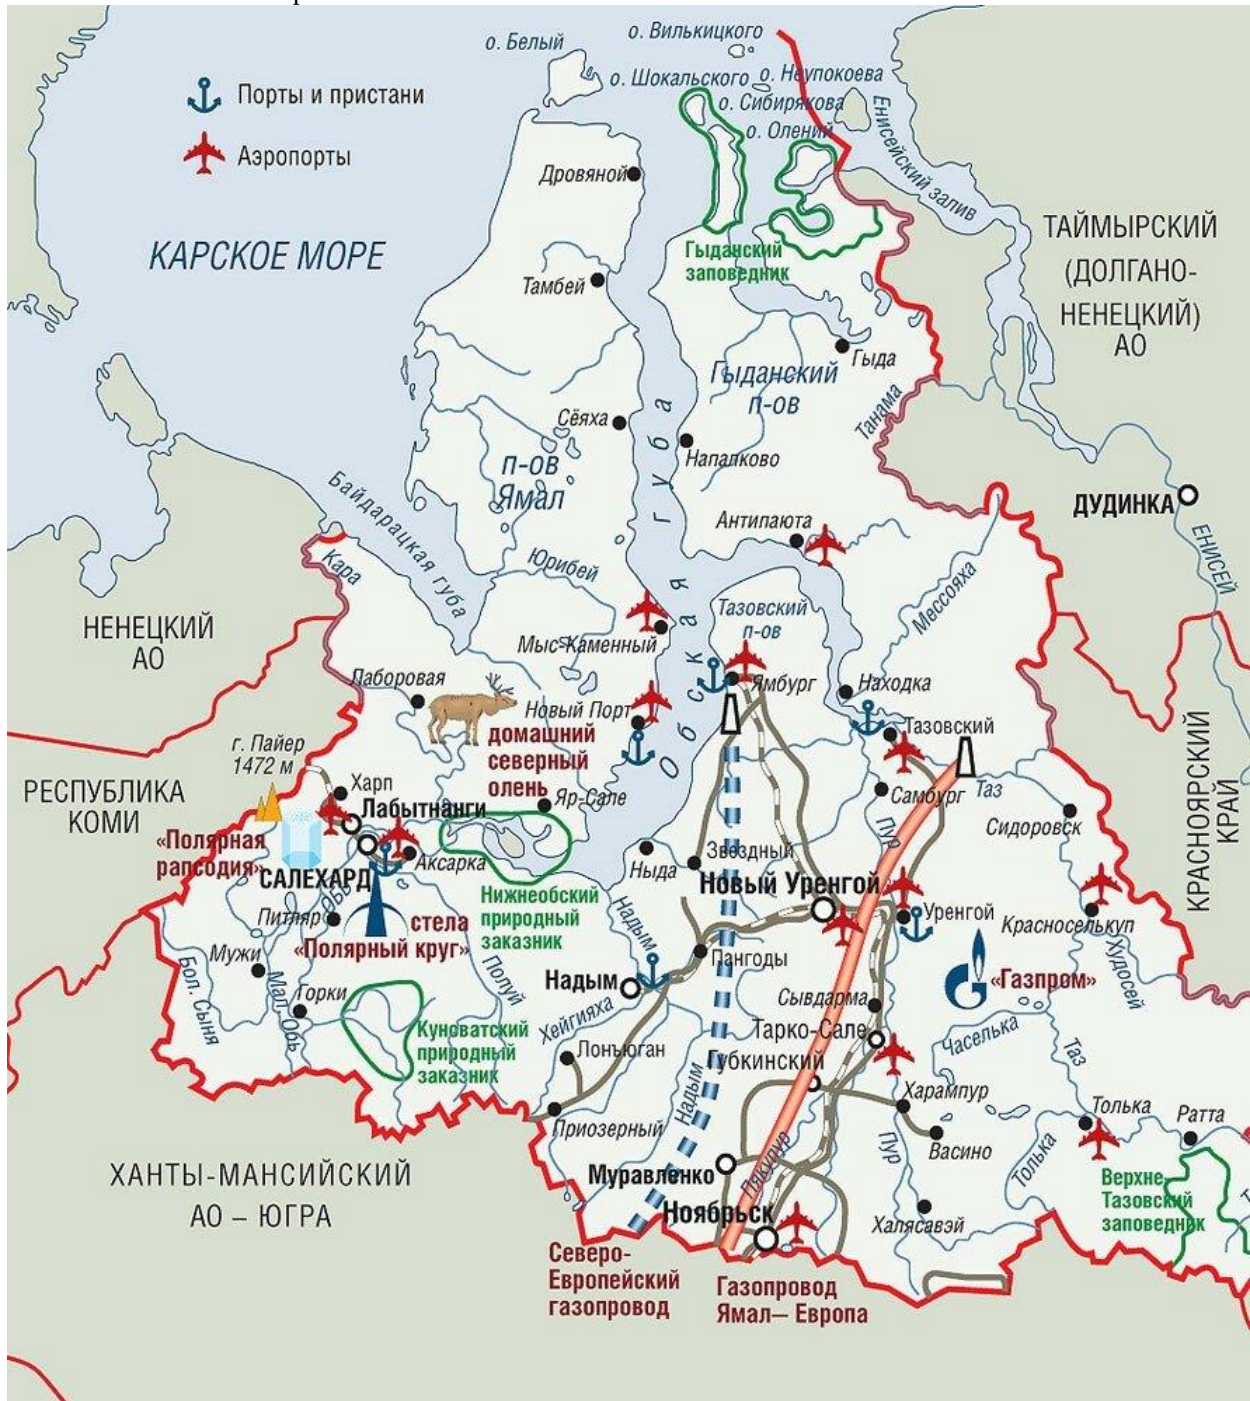 о. Белый
о. Вилькицкого
о. Шокальского
о. Неупокоева
о. Сибирякова
о. Олений
Енисейский залив
Порты и пристани
Аэропорты
Дровяной
КАРСКОЕ МОРЕ
Гыданский
заповедник
ТАЙМЫРСКИЙ
(ДОЛГАНО-
НЕНЕЦКИЙ)
АО
Тамбей
Гыда
Гыданский
п-ов
Танама
Сёяха
Напалково
п-ов
Ямал
Обская губа
Байдарацкая губа
ДУДИНКА
ЕНИСЕЙ
Антипаюта
Юрибей
Кара
Мессояха
Тазовский
п-ов
НЕНЕЦКИЙ
АО
Мыс-Каменный
Лаборовая
Ямбург
Находка
Новый Порт
Тазовский
домашний
северный
олень
г. Пайер
1472 м
РЕСПУБЛИКА
КОМИ
Харп
Лабытнанги
Яр-Сале
Самбург
Таз
Сидоровск
КРАСНОЯРСКИЙ
КРАЙ
Пур
«Полярная
рапсодия»
САЛЕХАРД
Аксарка
Ныда
Звездный
Новый Уренгой
Нижнеобский
природный
заказник
Обь
Питляр
стела
«Полярный круг»
Надым
Уренгой
Красноселькуп
Худосей
Мужи
Бол. Сыня
Мал. Обь
Горки
Полуй
Пангоды
Надым
Хейгияха
Сывдарма
«Газпром»
Тарко-Сале
Часелька
Таз
Куноватский
природный
заказник
Лонъюган
Губкинский
Надым
Харампур
Толька
Ратта
Приозерный
Васино
Пур
Толька
Пякупур
Муравленко
Верхне-
Тазовский
заповедник
Халясавэй
Ноябрьск
ХАНТЫ-МАНСИЙСКИЙ
АО – ЮГРА
Северо-
Европейский
газопровод
Газопровод
Ямал— Европа